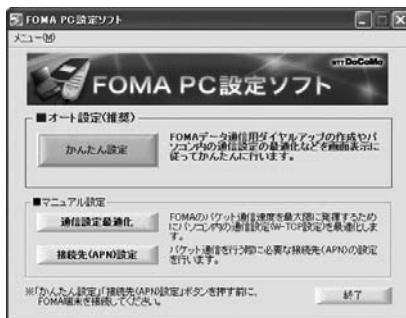 FOMA PC設定ソフト
メニュー(M)
NTT DoCoMo
FOMA PC設定ソフト
■オート設定(推奨)
かんたん設定
FOMAデータ通信用ダイヤルアップの作成やパ
ソコン内の通信設定の最適化などを画面表示に
従ってかんたんに行います。
■マニュアル設定
通信設定最適化
FOMAのパケット通信速度を最大限に発揮するため
にパソコン内の通信設定(W-TCP設定)を最適化しま
す。
接続先(APN)設定
パケット通信を行う際に必要な接続先(APN)の設定
を行います。
※「かんたん設定」「接続先(APN)設定」ボタンを押す前に、
FOMA端末を接続してください。
終了